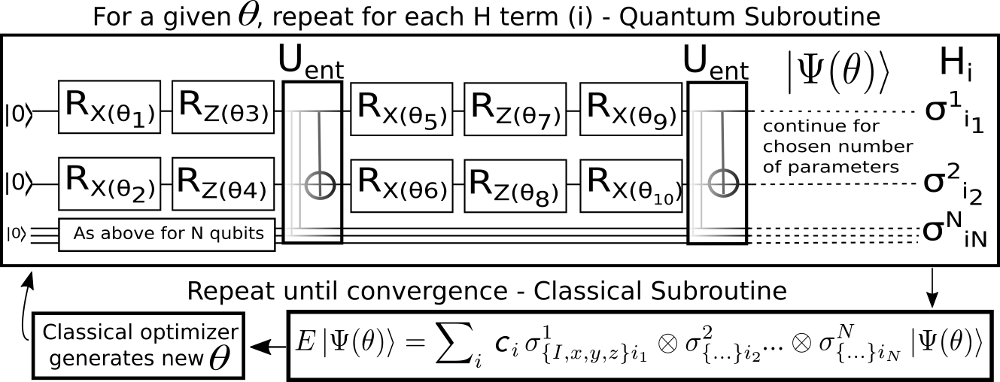 For a given θ, repeat for each H term (i) - Quantum Subroutine
U_ent U_ent |Ψ(θ)⟩ H_i
|0⟩ R_X(θ_1) R_Z(θ3) R_X(θ_5) R_Z(θ_7) R_X(θ_9) σ^1_i_1
continue for
chosen number
of parameters
|0⟩ R_X(θ_2) R_Z(θ4) R_X(θ6) R_Z(θ_8) R_X(θ_10) σ^2_i_2
|0⟩ As above for N qubits σ^N_iN
Repeat until convergence - Classical Subroutine
Classical optimizer
generates new θ
E |Ψ(θ)⟩ = ∑_i c_i σ^1_{I,x,y,z}i_1 ⊗ σ^2_{...}i_2... ⊗ σ^N_{...}i_N |Ψ(θ)⟩